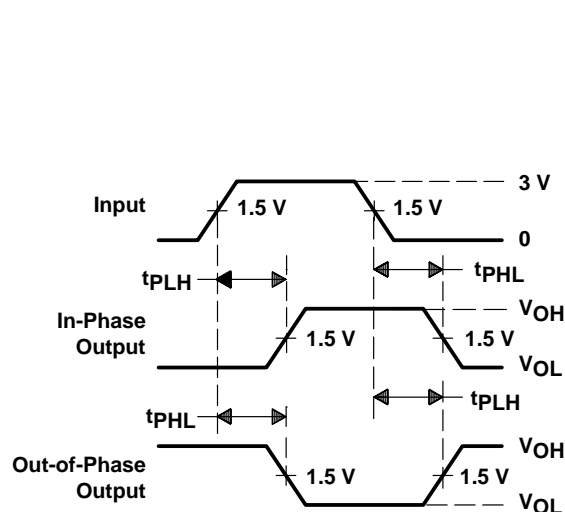 3 V
Input
1.5 V
1.5 V
0
tPLH
tPHL
VOH
In-Phase
Output
1.5 V
1.5 V
VOL
tPLH
tPHL
VOH
Out-of-Phase
Output
1.5 V
1.5 V
VOL